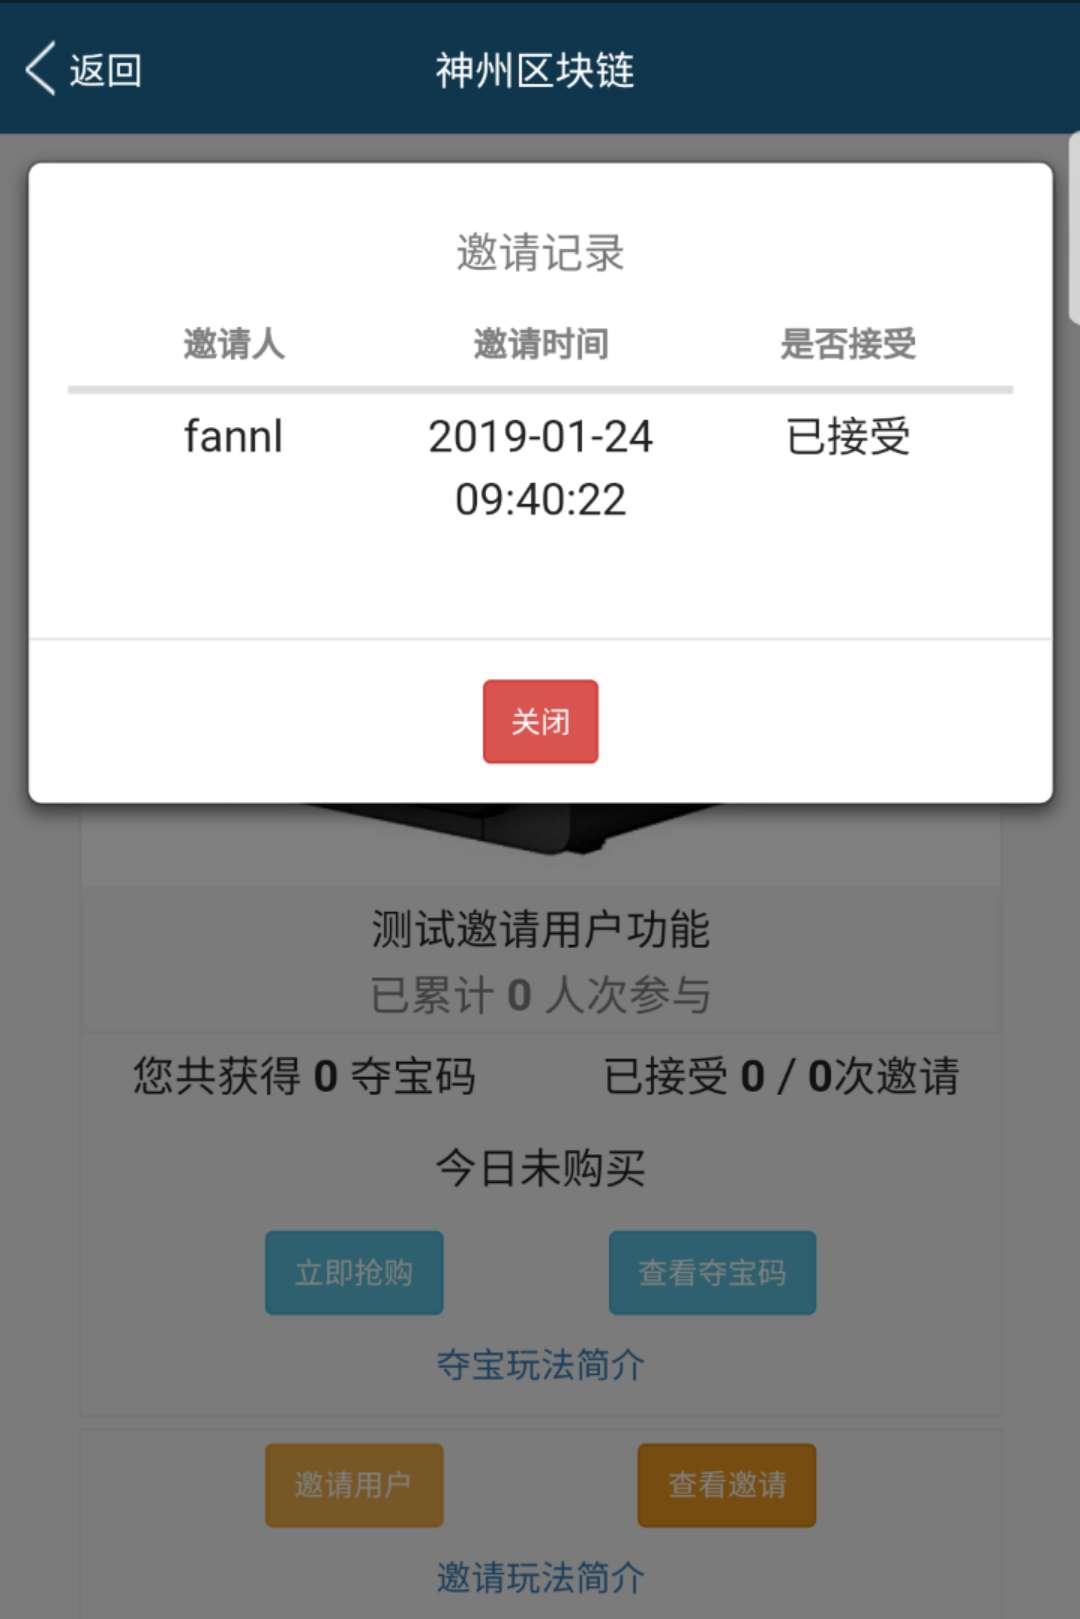 返回
神州区块链
邀请记录
邀请人 邀请时间 是否接受
fannl 2019-01-24 已接受
09:40:22
关闭
测试邀请用户功能
已累计 0 人次参与
您共获得 0 夺宝码 已接受 0 / 0次邀请
今日未购买
立即抢购 查看夺宝码
夺宝玩法简介
邀请用户 查看邀请
邀请玩法简介